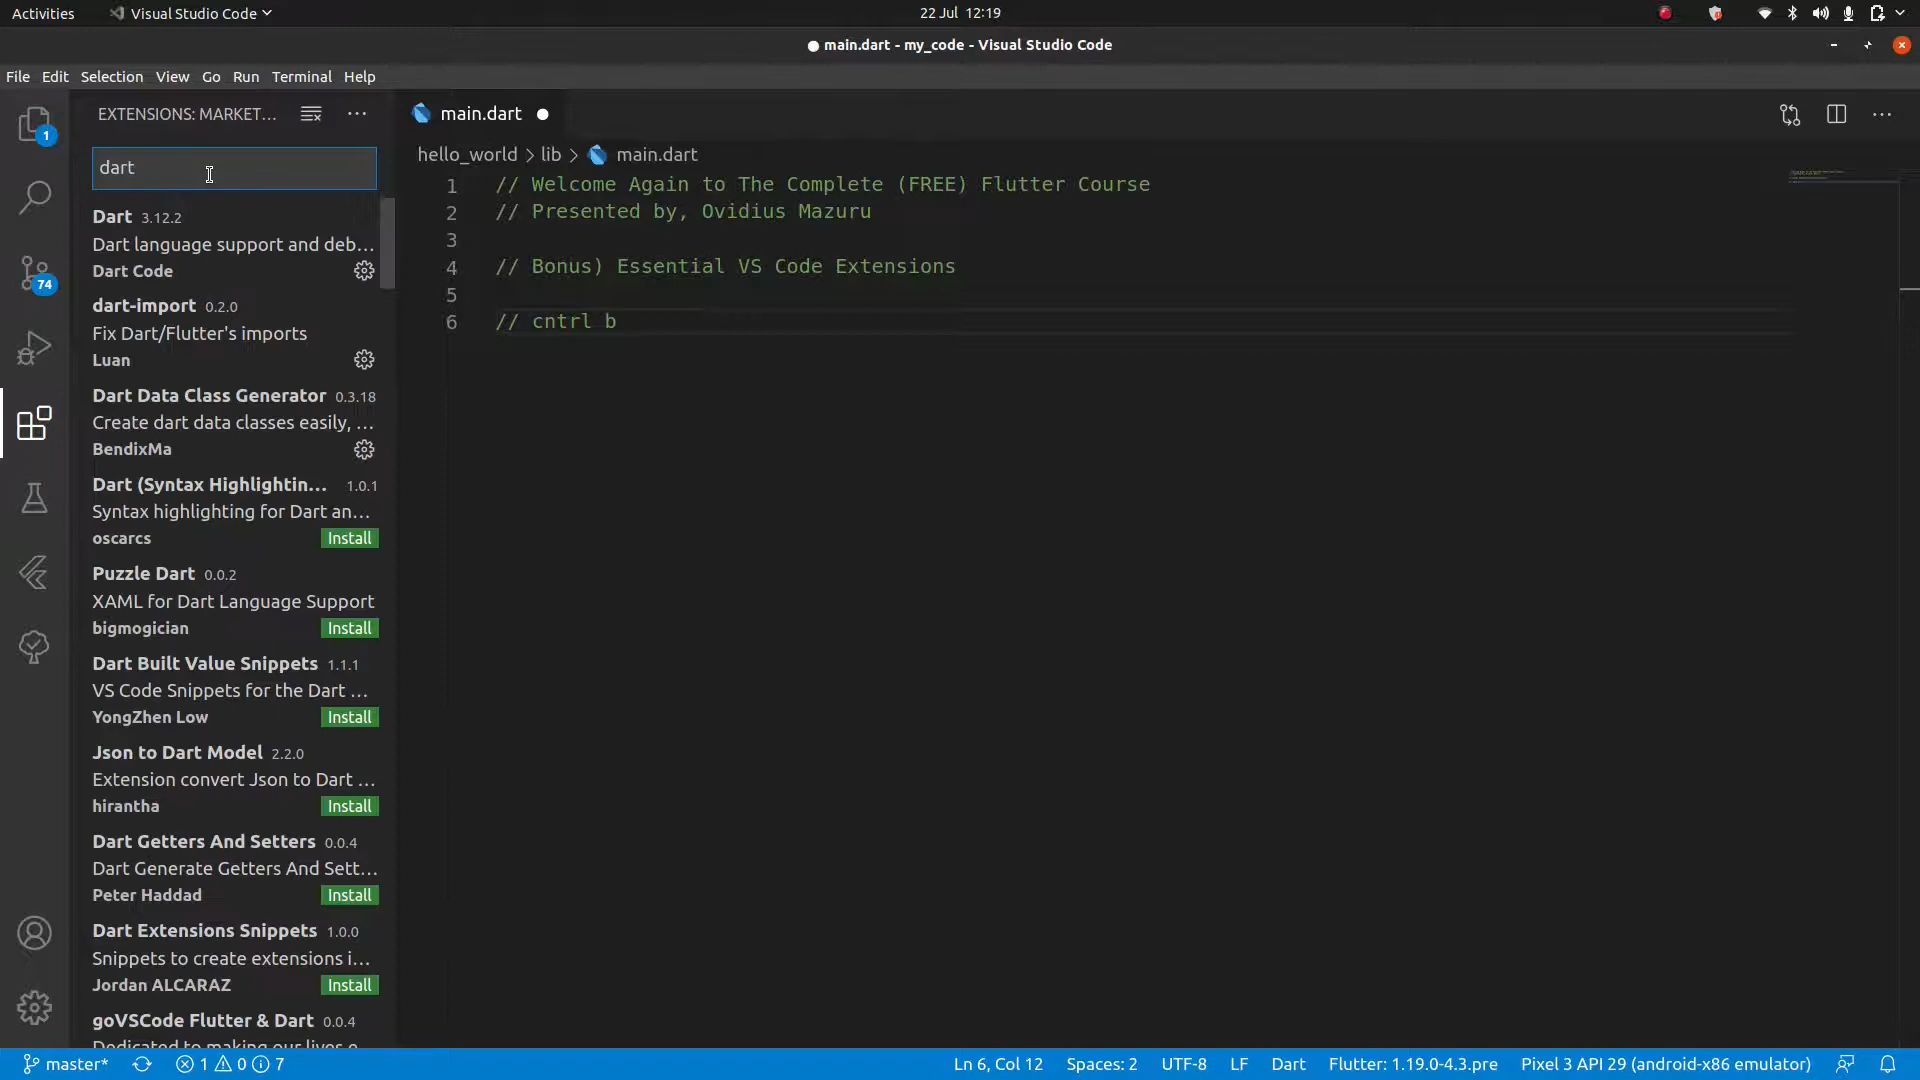 Activities
Visual Studio Code
22 Jul 12:19
main.dart - my_code - Visual Studio Code
File Edit Selection View Go Run Terminal Help
EXTENSIONS: MARKET...
1
dart
74
Dart 3.12.2
Dart language support and deb...
Dart Code
dart-import 0.2.0
Fix Dart/Flutter's imports
Luan
Dart Data Class Generator 0.3.18
Create dart data classes easily, ...
BendixMa
Dart (Syntax Highlightin... 1.0.1
Syntax highlighting for Dart an...
oscarcs Install
Puzzle Dart 0.0.2
XAML for Dart Language Support
bigmogician Install
Dart Built Value Snippets 1.1.1
VS Code Snippets for the Dart ...
YongZhen Low Install
Json to Dart Model 2.2.0
Extension convert Json to Dart ...
hirantha Install
Dart Getters And Setters 0.0.4
Dart Generate Getters And Sett...
Peter Haddad Install
Dart Extensions Snippets 1.0.0
Snippets to create extensions i...
Jordan ALCARAZ Install
goVSCode Flutter & Dart 0.0.4
Dedicated to making our lives e
main.dart
hello_world > lib > main.dart
1 // Welcome Again to The Complete (FREE) Flutter Course
2 // Presented by, Ovidius Mazuru
3
4 // Bonus) Essential VS Code Extensions
5
6 // cntrl b
master* 1 0 7
Ln 6, Col 12 Spaces: 2 UTF-8 LF Dart Flutter: 1.19.0-4.3.pre Pixel 3 API 29 (android-x86 emulator)